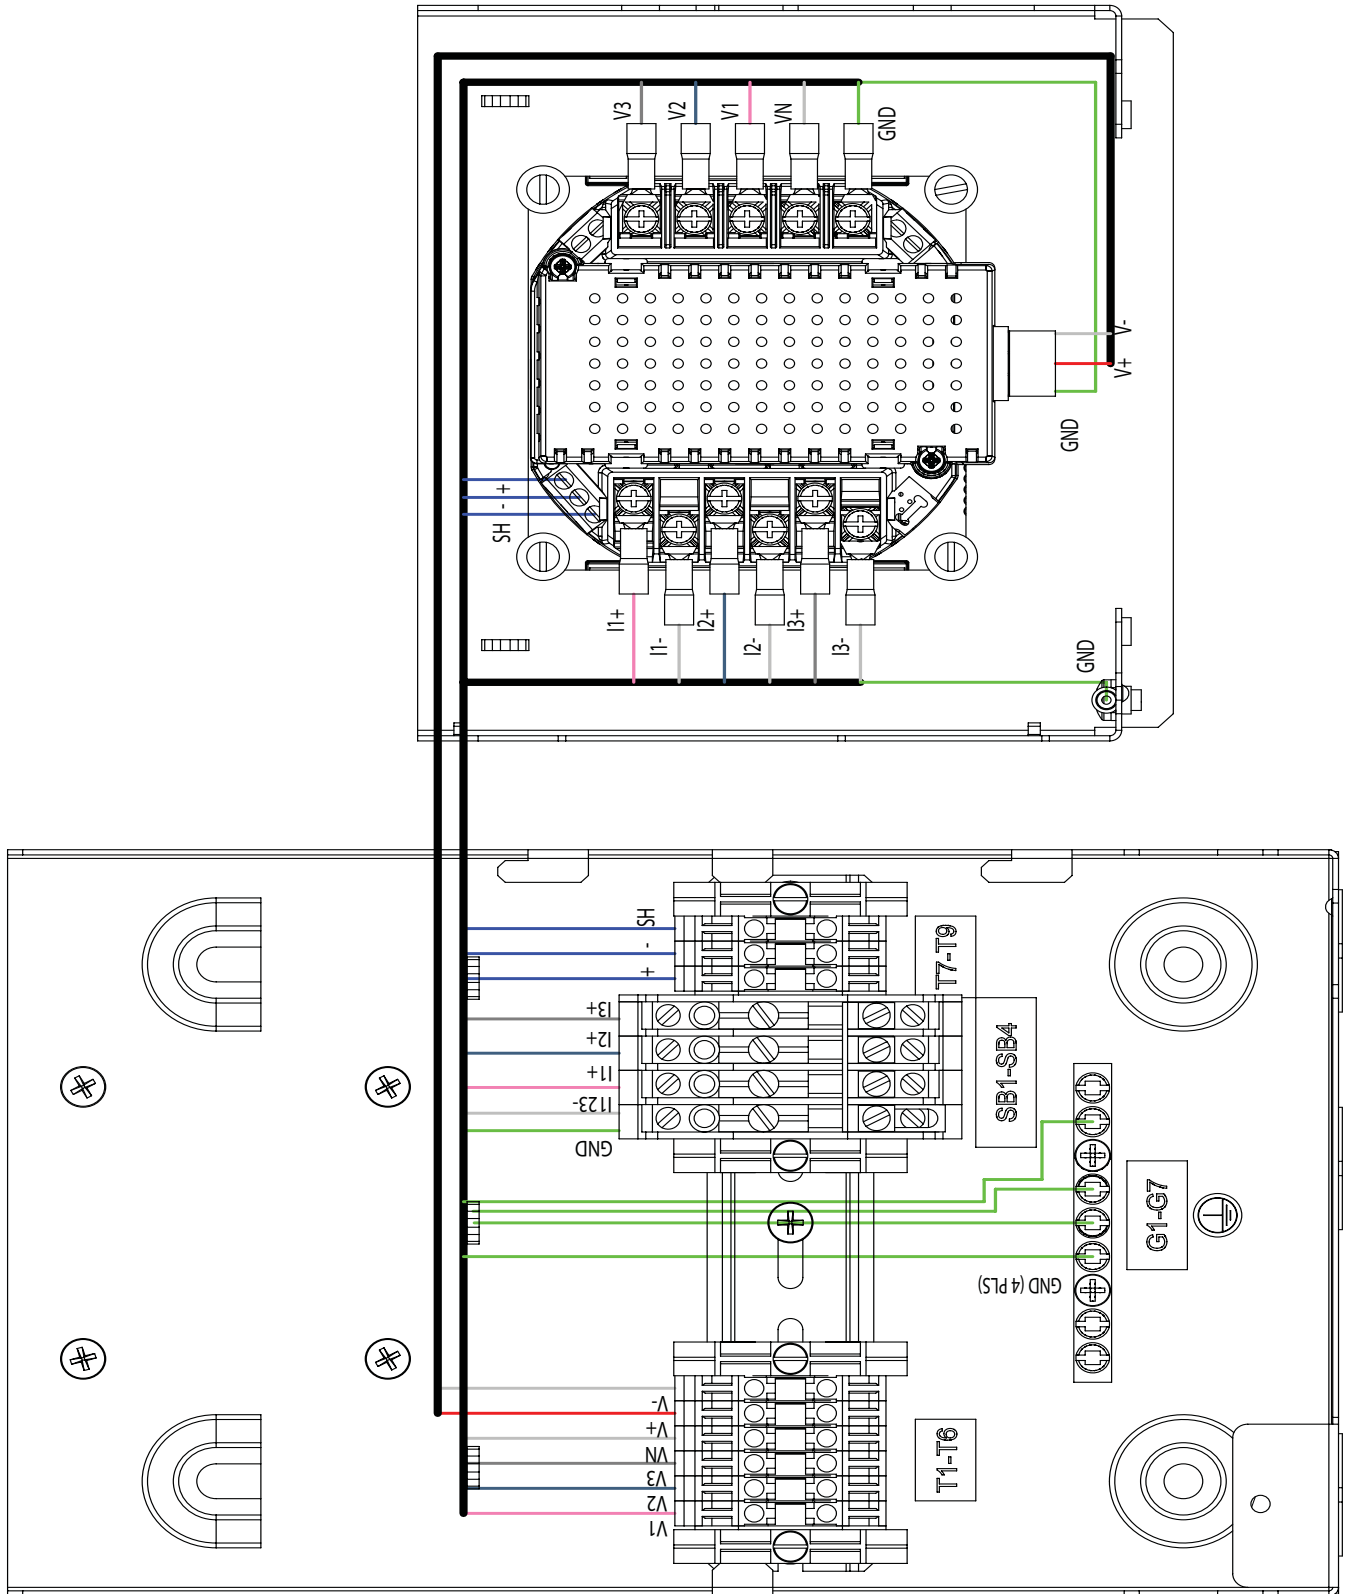 V3
V2
V1
VN
GND
V-
V+
GND
SH - +
I1+
I1-
I2+
I2-
I3+
I3-
GND
SH
-
+
T7-T9
I3+
I2+
I1+
I123-
GND
SB1-SB4
G1-G7
GND (4 PLS)
V-
V+
VN
V3
V2
V1
T1-T6